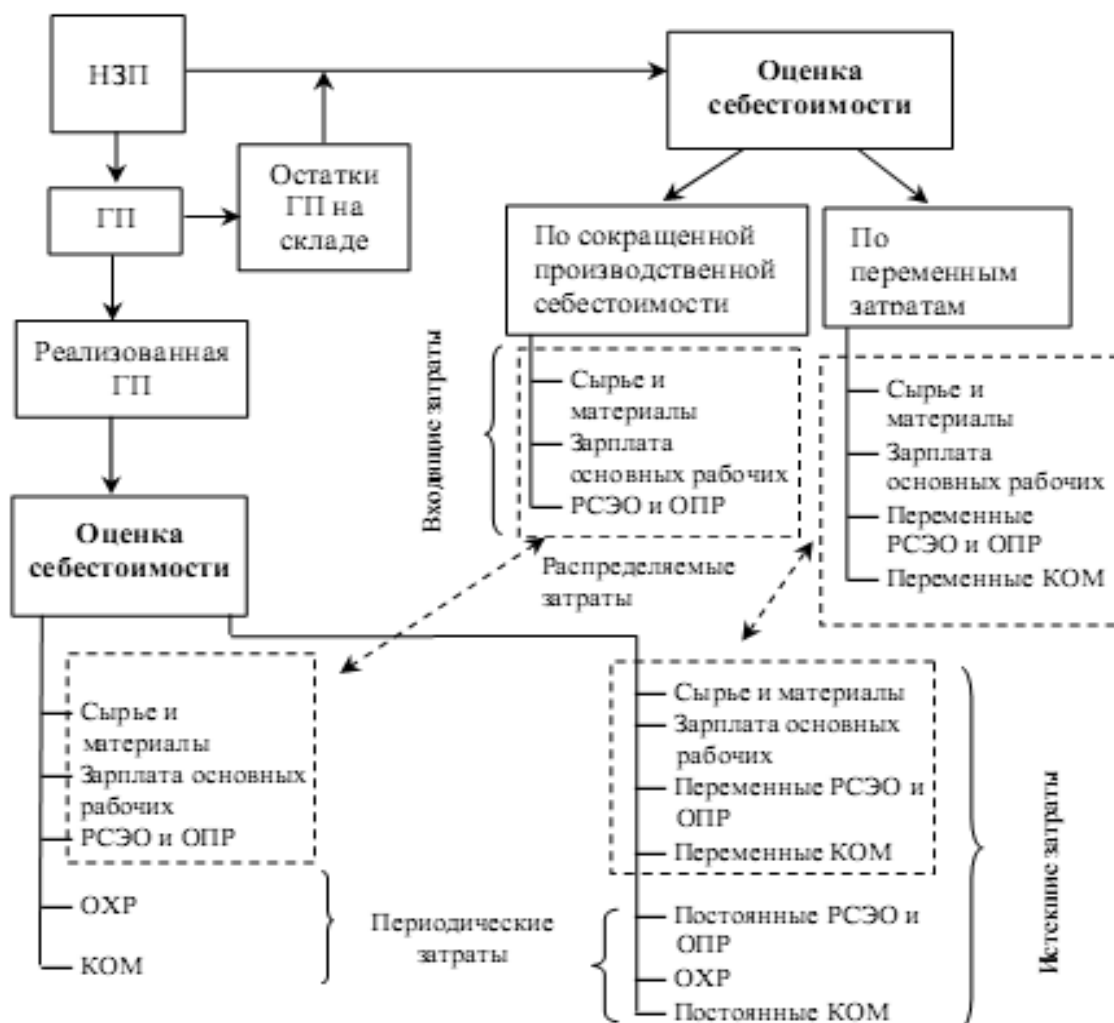 НЗП
Оценка
себестоимости
Остатки
ГП на
складе
ГП
По сокращенной
производственной
себестоимости
По
переменным
затратам
Реализованная
ГП
Входящие затраты
Сырье и
материалы
Зарплата
основных рабочих
РСЭО и ОПР
Сырье и
материалы
Зарплата
основных рабочих
Переменные
РСЭО и ОПР
Переменные КОМ
Оценка
себестоимости
Распределяемые
затраты
Сырье и
материалы
Зарплата основных
рабочих
РСЭО и ОПР
ОХР
КОМ
Периодические
затраты
Сырье и материалы
Зарплата основных
рабочих
Переменные РСЭО и
ОПР
Переменные КОМ
Постоянные РСЭО и
ОПР
ОХР
Постоянные КОМ
Истекшие затраты